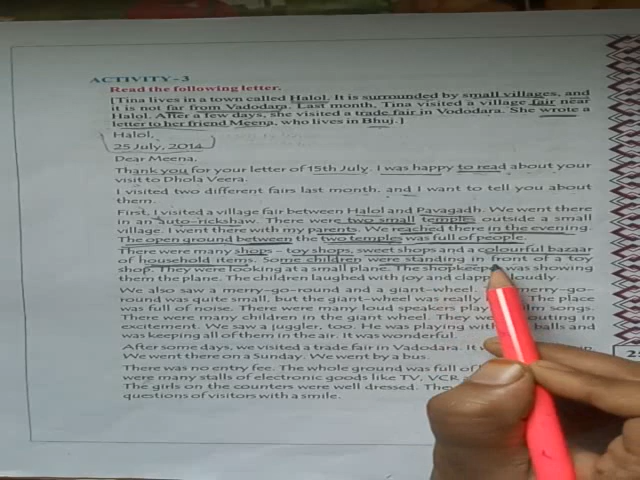 ACTIVITY - 3
Read the following letter.
[Tina lives in a town called Halol. It is surrounded by small villages, and
it is not far from Vadodara. Last month, Tina visited a village fair near
Halol. After a few days, she visited a trade fair in Vadodara. She wrote a
letter to her friend Meena, who lives in Bhuj.]
Halol,
25 July, 2014
Dear Meena,
Thank you for your letter of 15th July. I was happy to read about your
visit to Dhola Veera.
I visited two different fairs last month, and I want to tell you about
them.
First, I visited a village fair between Halol and Pavagadh. We went there
in an auto-rickshaw. There were two small temples outside a small
village. I went there with my parents. We reached there in the evening.
The open ground between the two temples was full of people.
There were many shops - toy shops, sweet shops and a colourful bazaar
of household items. Some children were standing in front of a toy
shop. They were looking at a small plane. The shopkeeper was showing
them the plane. The children laughed with joy and clapped loudly.
We also saw a merry-go-round and a giant-wheel. merry-go-
round was quite small, but the giant-wheel was really The place
was full of noise. There were many loud speakers songs.
There were many children in the giant wheel. They in
excitement. We saw a juggler, too. He was playing balls and
was keeping all of them in the air. It was wonderful.
After some days, we visited a trade fair in Vadodara. It
We went there on a Sunday. We went by a bus.
There was no entry fee. The whole ground was full of
were many stalls of electronic goods like TV, VCR
The girls on the counters were well dressed.
questions of visitors with a smile.